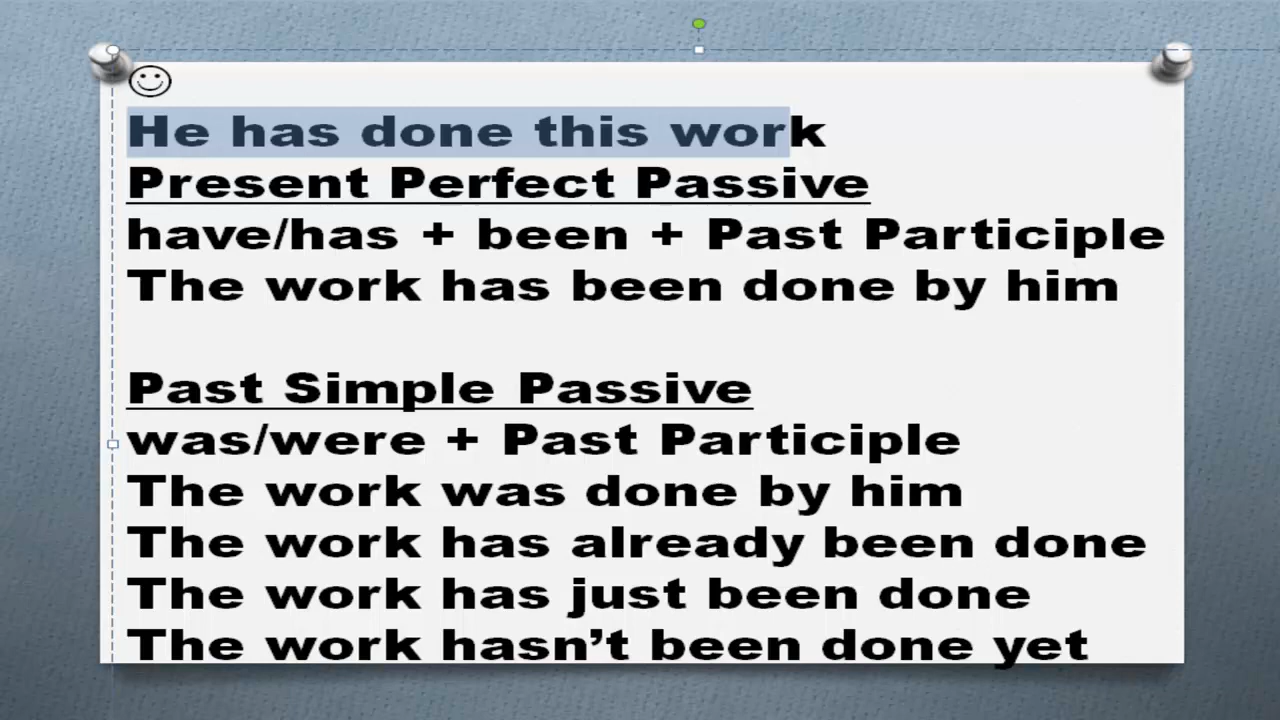 He has done this work
Present Perfect Passive
have/has + been + Past Participle
The work has been done by him
Past Simple Passive
was/were + Past Participle
The work was done by him
The work has already been done
The work has just been done
The work hasn’t been done yet